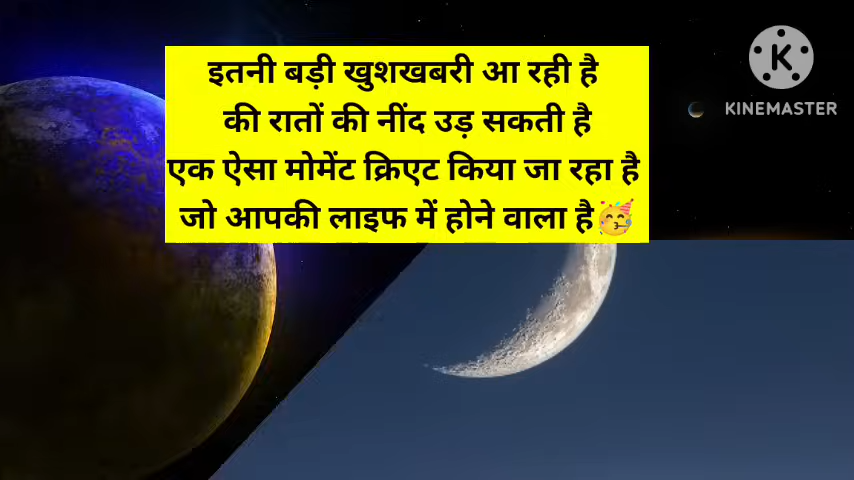 इतनी बड़ी खुशखबरी आ रही है
की रातों की नींद उड़ सकती है
एक ऐसा मोमेंट क्रिएट किया जा रहा है
जो आपकी लाइफ में होने वाला है🥳
K
KINEMASTER